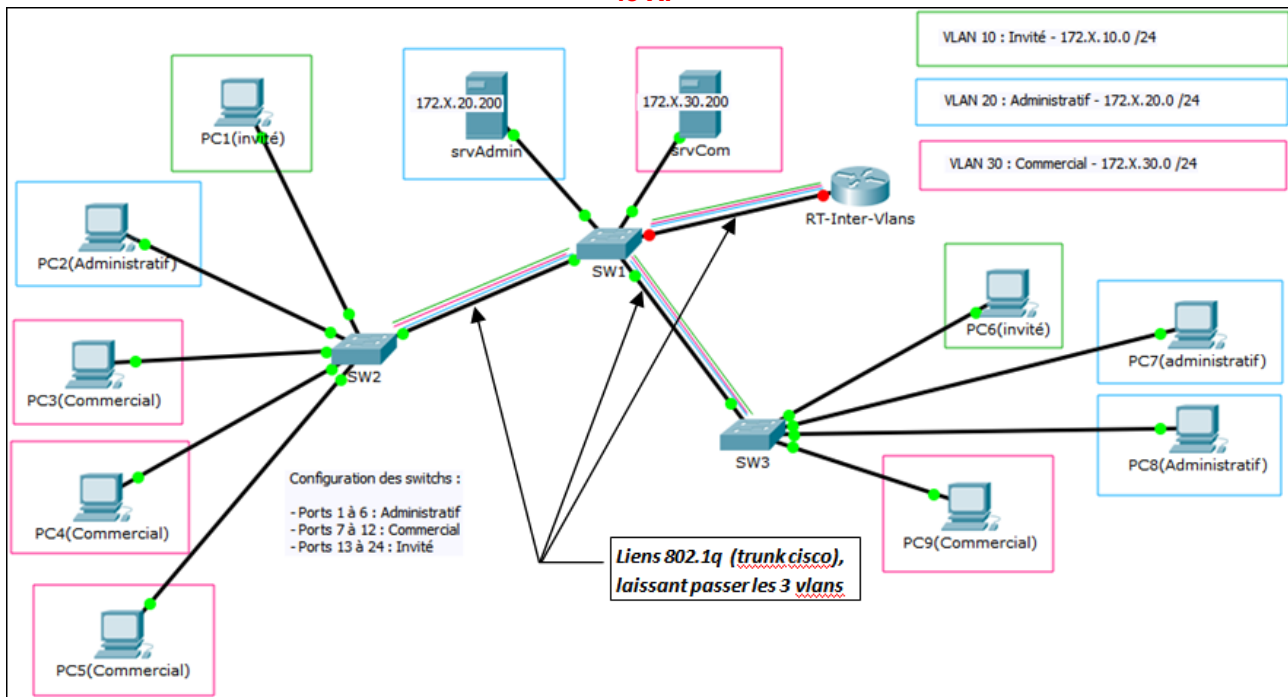 VLAN 10 : Invité - 172.X.10.0 /24
VLAN 20 : Administratif - 172.X.20.0 /24
VLAN 30 : Commercial - 172.X.30.0 /24
PC1(invité)
172.X.20.200
srvAdmin
172.X.30.200
srvCom
RT-Inter-Vlans
PC2(Administratif)
SW1
PC6(invité)
PC3(Commercial)
SW2
PC7(administratif)
PC4(Commercial)
SW3
PC8(Administratif)
Configuration des switchs :
- Ports 1 à 6 : Administratif
- Ports 7 à 12 : Commercial
- Ports 13 à 24 : Invité
PC9(Commercial)
Liens 802.1q (trunk cisco),
laissant passer les 3 vlans
PC5(Commercial)